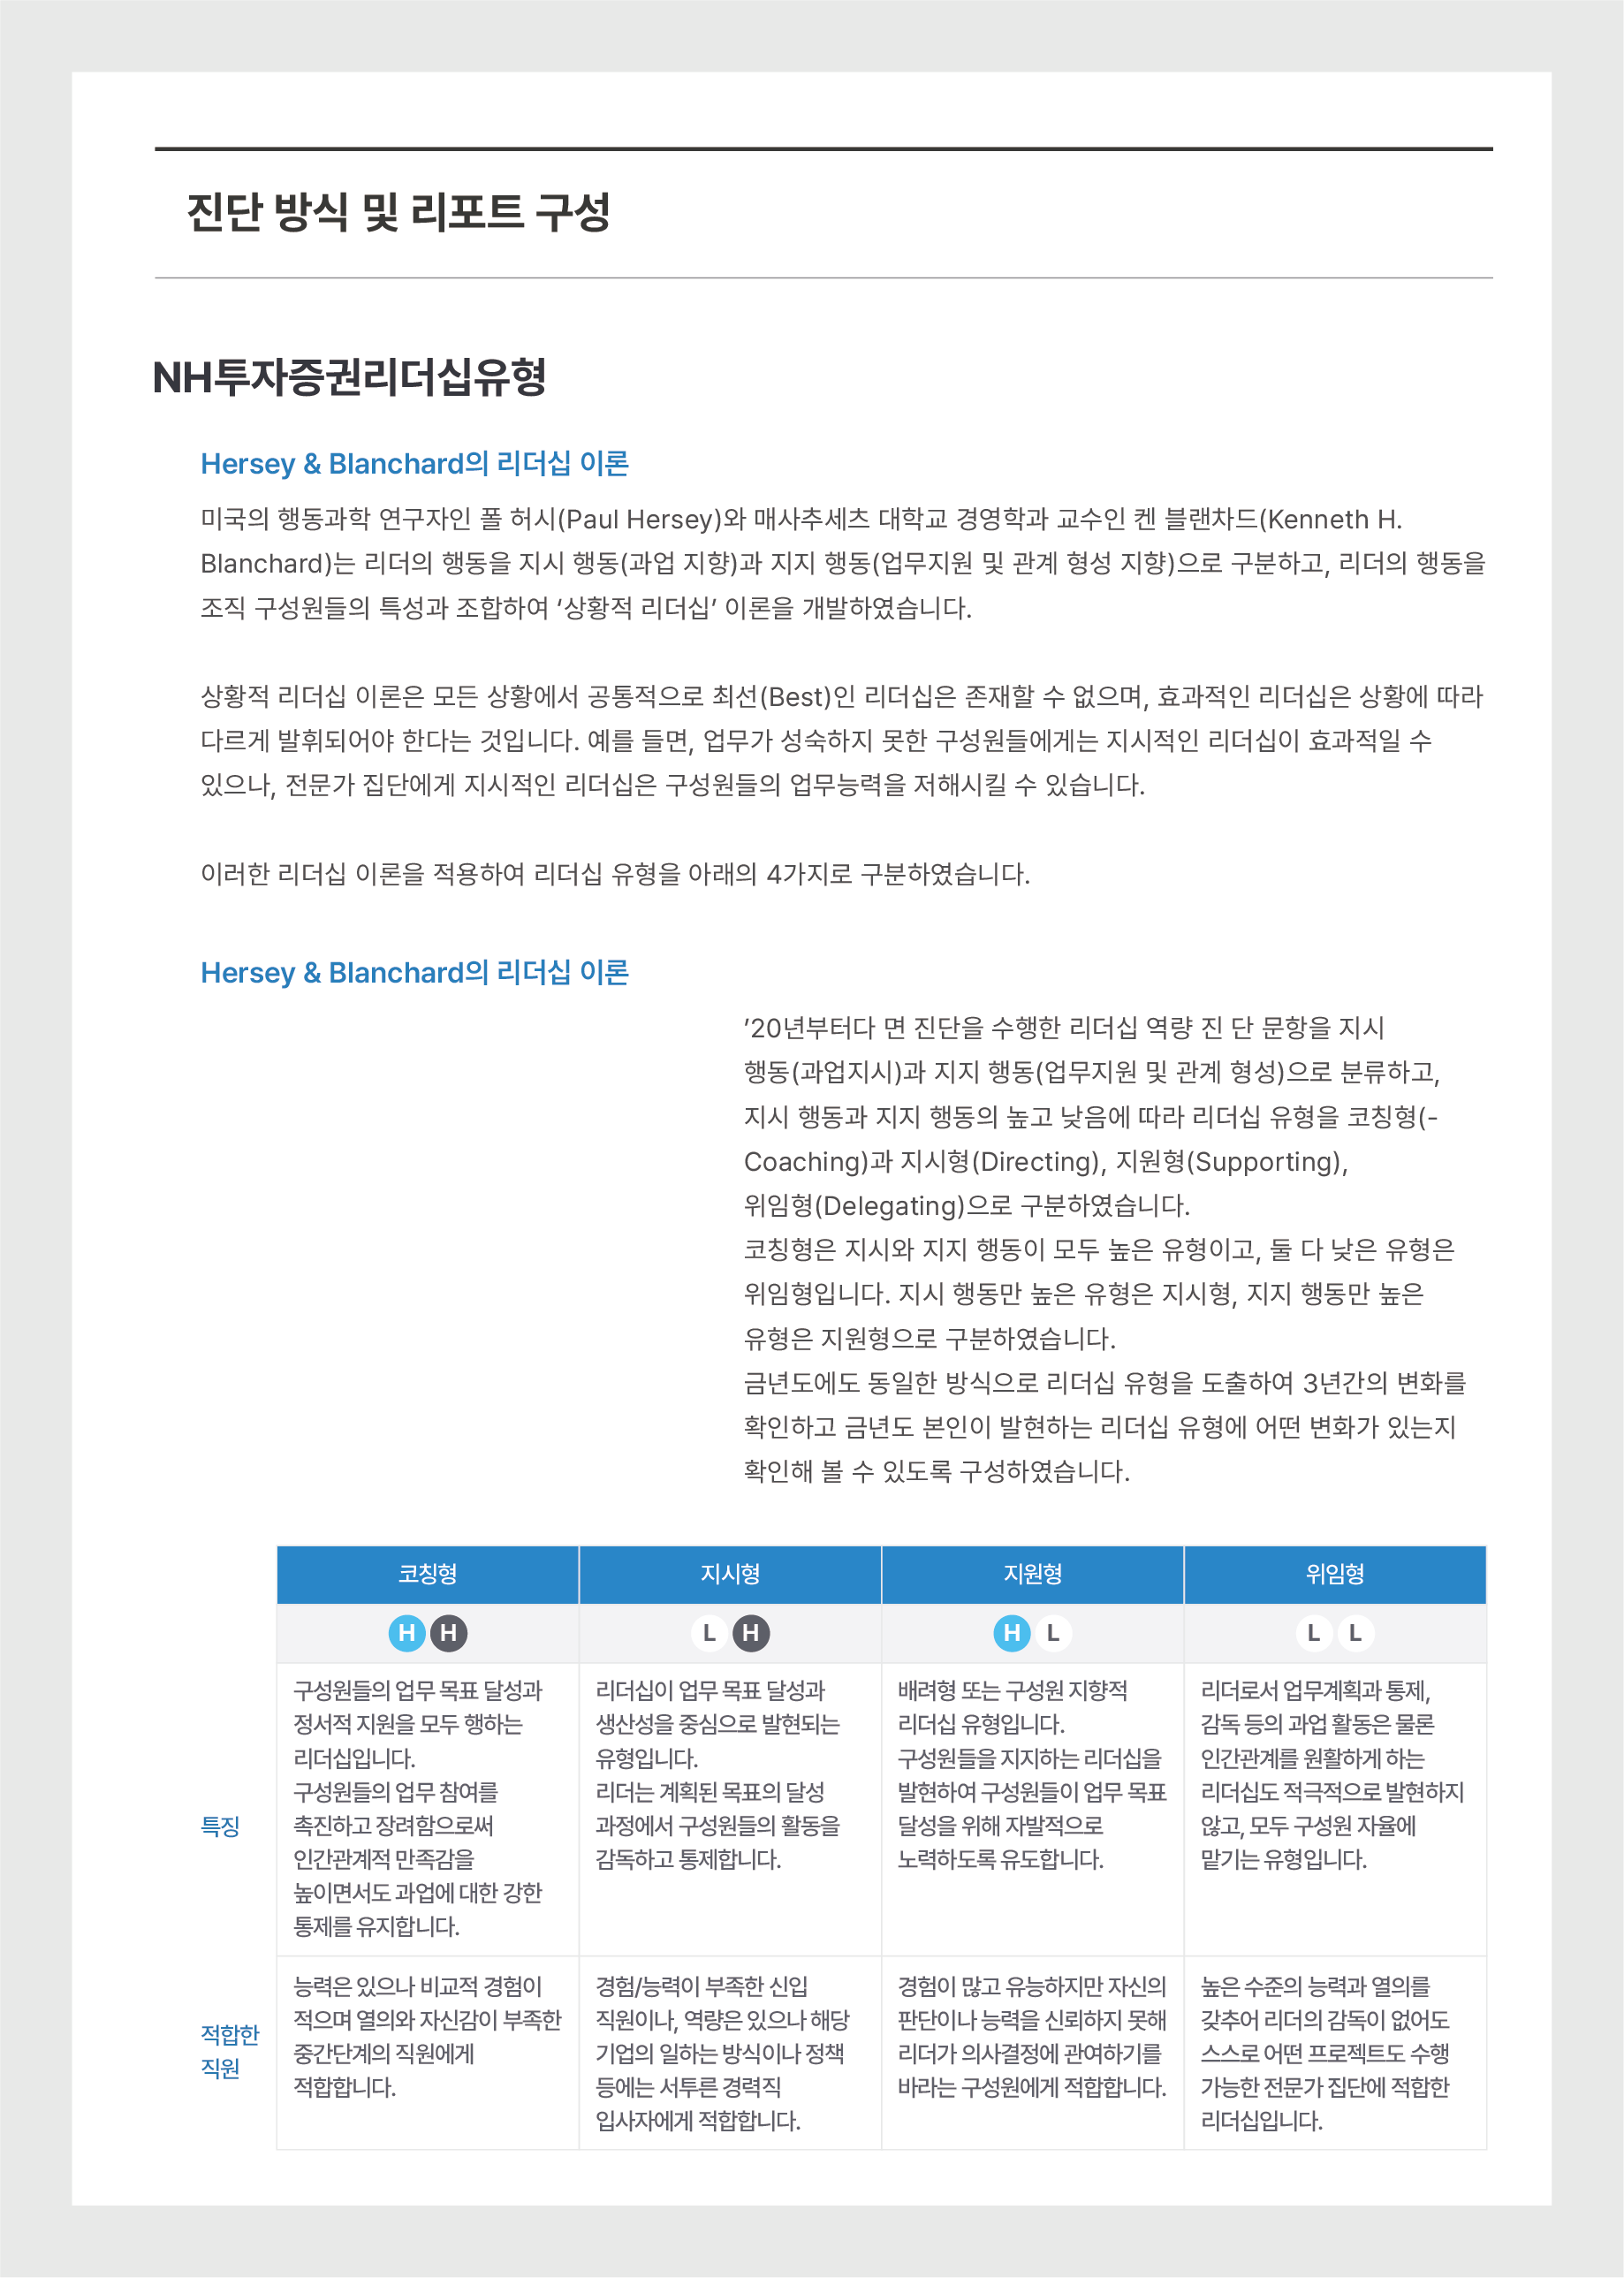 진단 방식 및 리포트 구성
NH투자증권리더십유형
Hersey & Blanchard의 리더십 이론
미국의 행동과학 연구자인 폴 허시(Paul Hersey)와 매사추세츠 대학교 경영학과 교수인 켄 블랜차드(Kenneth H.
Blanchard)는 리더의 행동을 지시 행동(과업 지향)과 지지 행동(업무지원 및 관계 형성 지향)으로 구분하고, 리더의 행동을
조직 구성원들의 특성과 조합하여 ‘상황적 리더십’ 이론을 개발하였습니다.
상황적 리더십 이론은 모든 상황에서 공통적으로 최선(Best)인 리더십은 존재할 수 없으며, 효과적인 리더십은 상황에 따라
다르게 발휘되어야 한다는 것입니다. 예를 들면, 업무가 성숙하지 못한 구성원들에게는 지시적인 리더십이 효과적일 수
있으나, 전문가 집단에게 지시적인 리더십은 구성원들의 업무능력을 저해시킬 수 있습니다.
이러한 리더십 이론을 적용하여 리더십 유형을 아래의 4가지로 구분하였습니다.
Hersey & Blanchard의 리더십 이론
’20년부터다 면 진단을 수행한 리더십 역량 진 단 문항을 지시
행동(과업지시)과 지지 행동(업무지원 및 관계 형성)으로 분류하고,
지시 행동과 지지 행동의 높고 낮음에 따라 리더십 유형을 코칭형(-
Coaching)과 지시형(Directing), 지원형(Supporting),
위임형(Delegating)으로 구분하였습니다.
코칭형은 지시와 지지 행동이 모두 높은 유형이고, 둘 다 낮은 유형은
위임형입니다. 지시 행동만 높은 유형은 지시형, 지지 행동만 높은
유형은 지원형으로 구분하였습니다.
금년도에도 동일한 방식으로 리더십 유형을 도출하여 3년간의 변화를
확인하고 금년도 본인이 발현하는 리더십 유형에 어떤 변화가 있는지
확인해 볼 수 있도록 구성하였습니다.
코칭형
지시형
지원형
위임형
H H
L H
H L
L L
특징
구성원들의 업무 목표 달성과
정서적 지원을 모두 행하는
리더십입니다.
구성원들의 업무 참여를
촉진하고 장려함으로써
인간관계적 만족감을
높이면서도 과업에 대한 강한
통제를 유지합니다.
리더십이 업무 목표 달성과
생산성을 중심으로 발현되는
유형입니다.
리더는 계획된 목표의 달성
과정에서 구성원들의 활동을
감독하고 통제합니다.
배려형 또는 구성원 지향적
리더십 유형입니다.
구성원들을 지지하는 리더십을
발현하여 구성원들이 업무 목표
달성을 위해 자발적으로
노력하도록 유도합니다.
리더로서 업무계획과 통제,
감독 등의 과업 활동은 물론
인간관계를 원활하게 하는
리더십도 적극적으로 발현하지
않고, 모두 구성원 자율에
맡기는 유형입니다.
적합한
직원
능력은 있으나 비교적 경험이
적으며 열의와 자신감이 부족한
중간단계의 직원에게
적합합니다.
경험/능력이 부족한 신입
직원이나, 역량은 있으나 해당
기업의 일하는 방식이나 정책
등에는 서투른 경력직
입사자에게 적합합니다.
경험이 많고 유능하지만 자신의
판단이나 능력을 신뢰하지 못해
리더가 의사결정에 관여하기를
바라는 구성원에게 적합합니다.
높은 수준의 능력과 열의를
갖추어 리더의 감독이 없어도
스스로 어떤 프로젝트도 수행
가능한 전문가 집단에 적합한
리더십입니다.